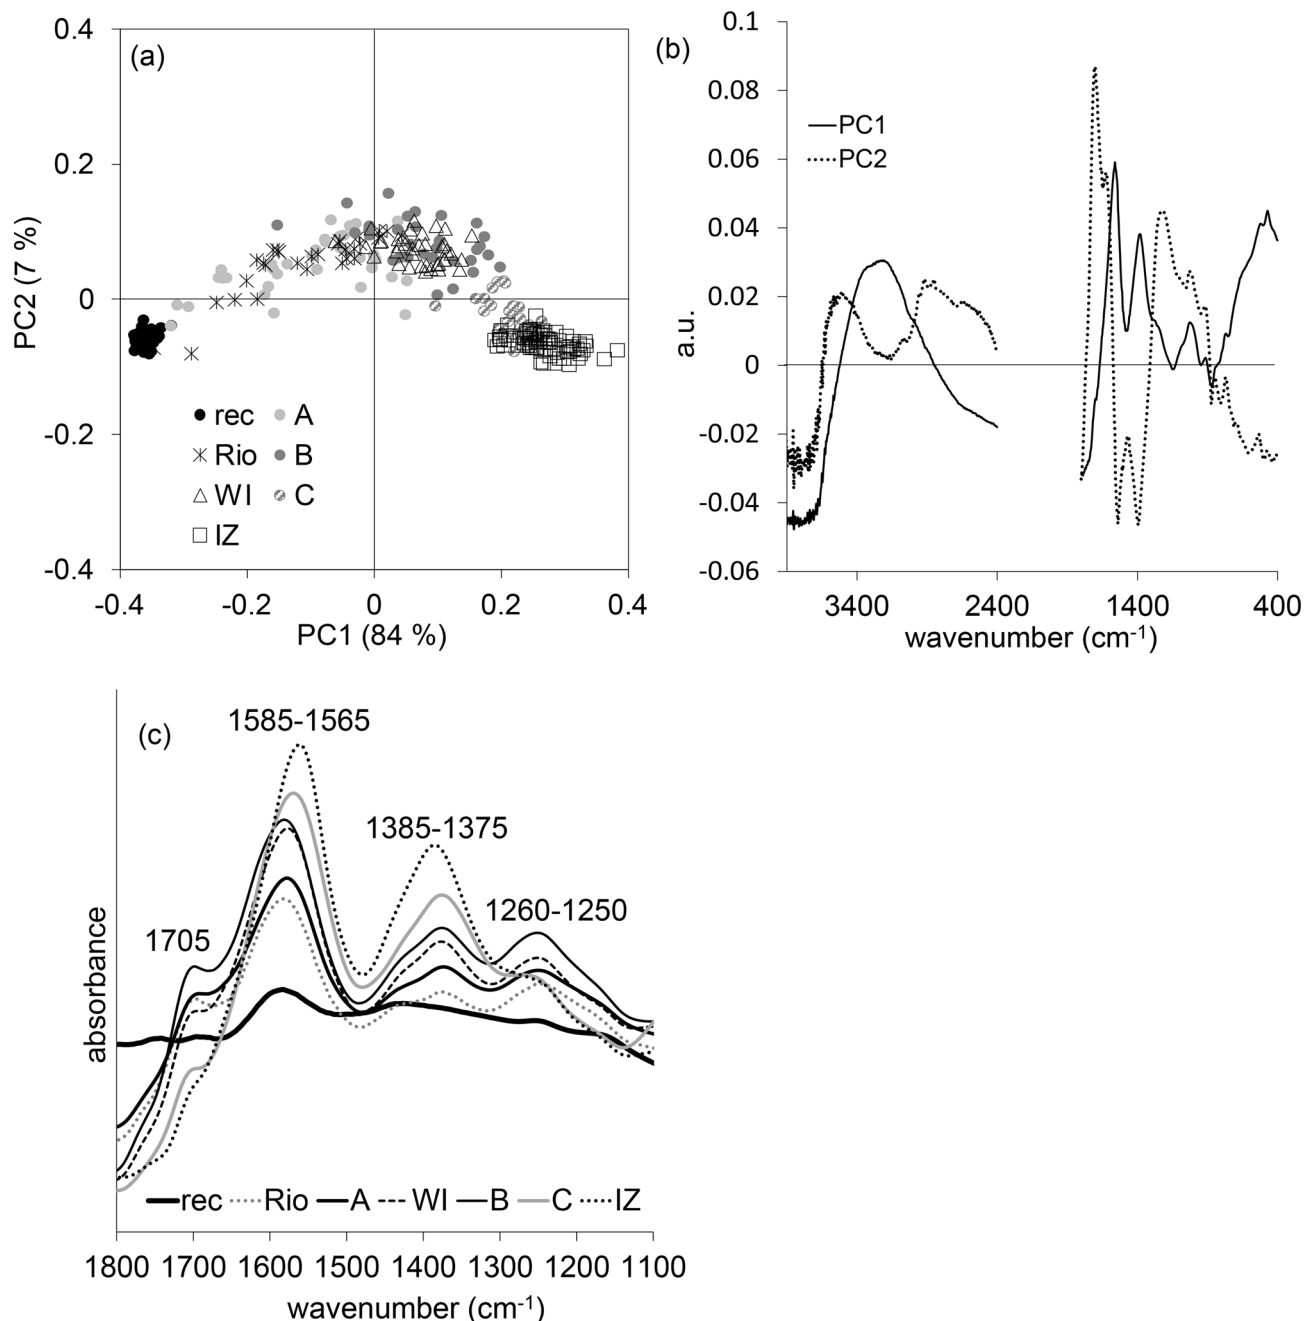 (a)
0.4
0.2
0
-0.2
-0.4
PC2 (7 %)
rec A
Rio B
WI C
IZ
-0.4 -0.2 0 0.2 0.4
PC1 (84 %)
(b)
0.1
0.08
0.06
0.04
0.02
0
-0.02
-0.04
-0.06
a.u.
PC1
PC2
3400 2400 1400 400
wavenumber (cm⁻¹)
(c)
1585-1565
1385-1375
1260-1250
1705
absorbance
rec Rio A WI B C IZ
1800 1700 1600 1500 1400 1300 1200 1100
wavenumber (cm⁻¹)